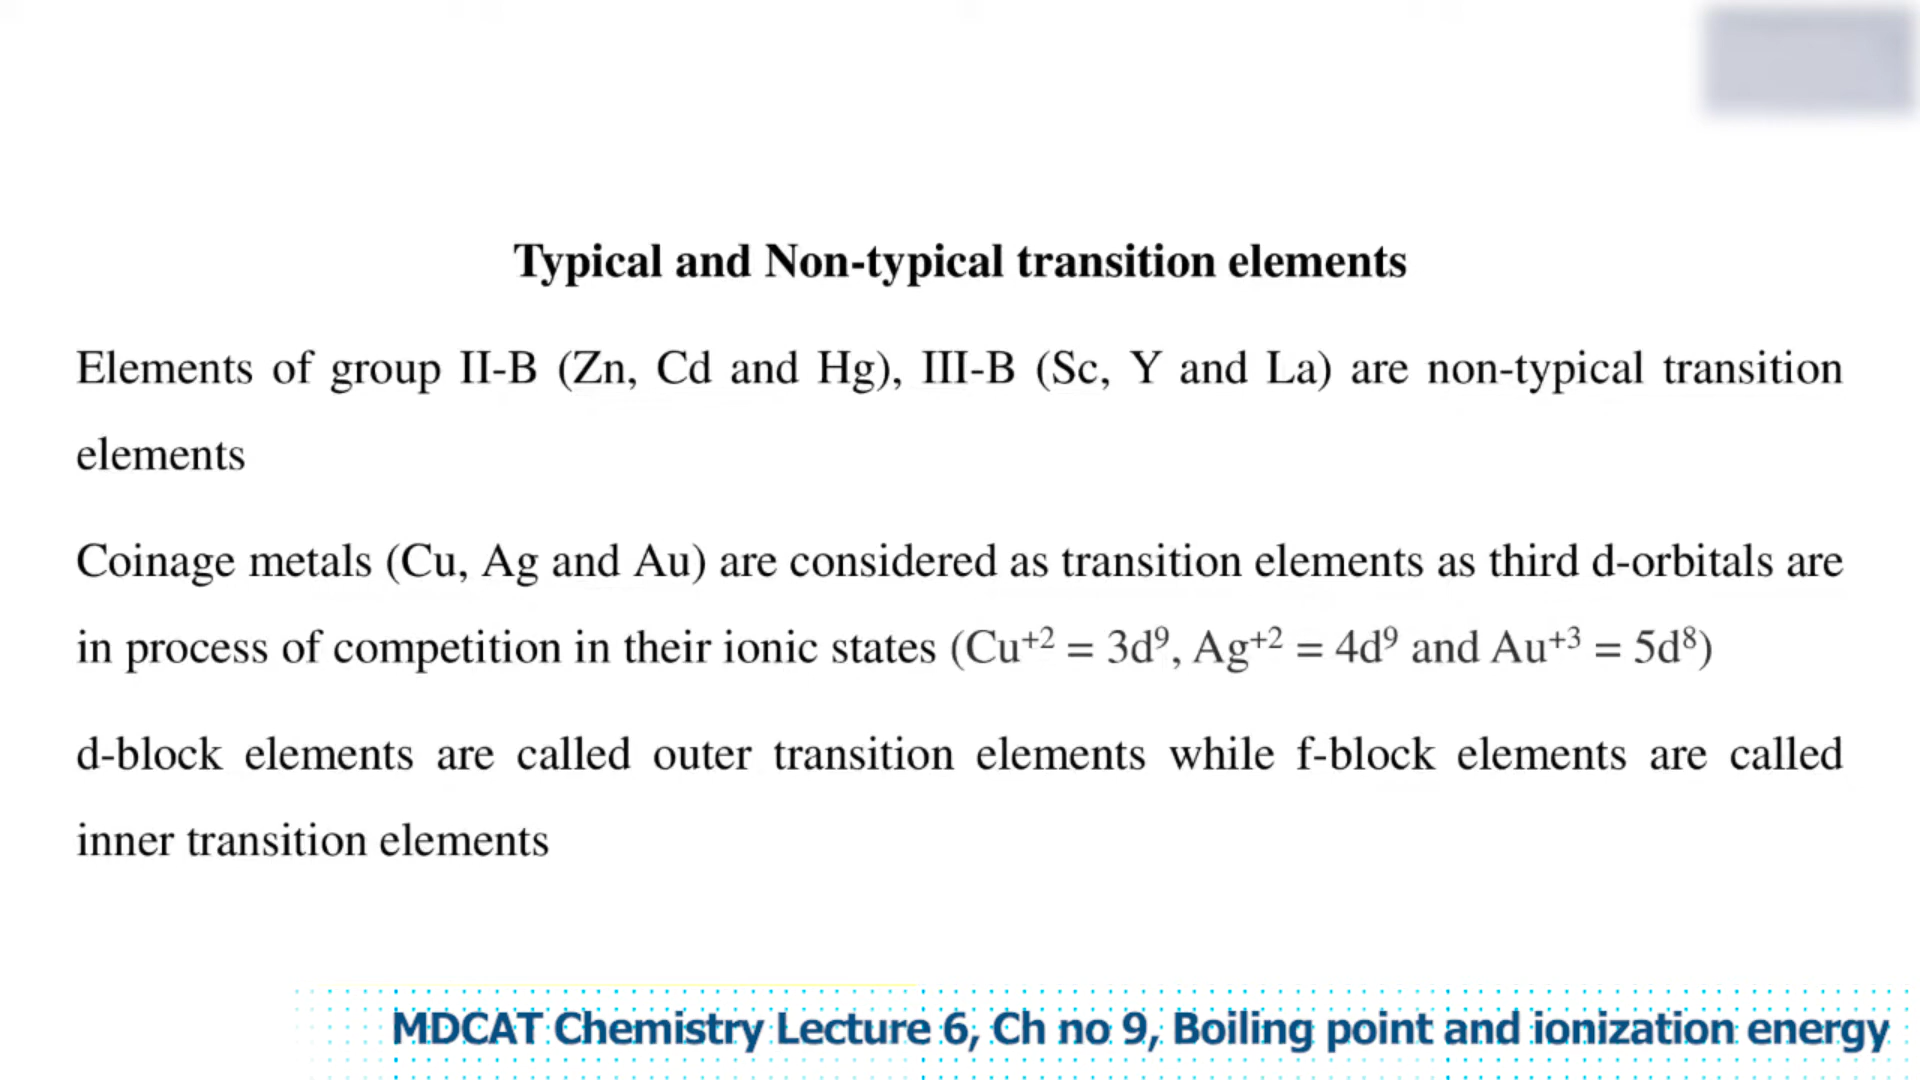 Typical and Non-typical transition elements
Elements of group II-B (Zn, Cd and Hg), III-B (Sc, Y and La) are non-typical transition
elements
Coinage metals (Cu, Ag and Au) are considered as transition elements as third d-orbitals are
in process of competition in their ionic states (Cu⁺² = 3d⁹, Ag⁺² = 4d⁹ and Au⁺³ = 5d⁸)
d-block elements are called outer transition elements while f-block elements are called
inner transition elements
MDCAT Chemistry Lecture 6, Ch no 9, Boiling point and ionization energy